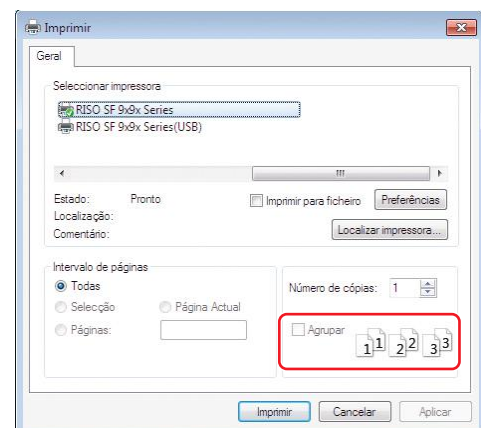 Imprimir
Geral
Seleccionar impressora
RISO SF 9x9x Series
RISO SF 9x9x Series(USB)
Estado: Pronto
Imprimir para ficheiro Preferências
Localização:
Comentário: Localizar impressora...
Intervalo de páginas
Todas
Número de cópias: 1
Selecção Página Actual
Páginas:
Agrupar
1 1 2 2 3 3
Imprimir Cancelar Aplicar